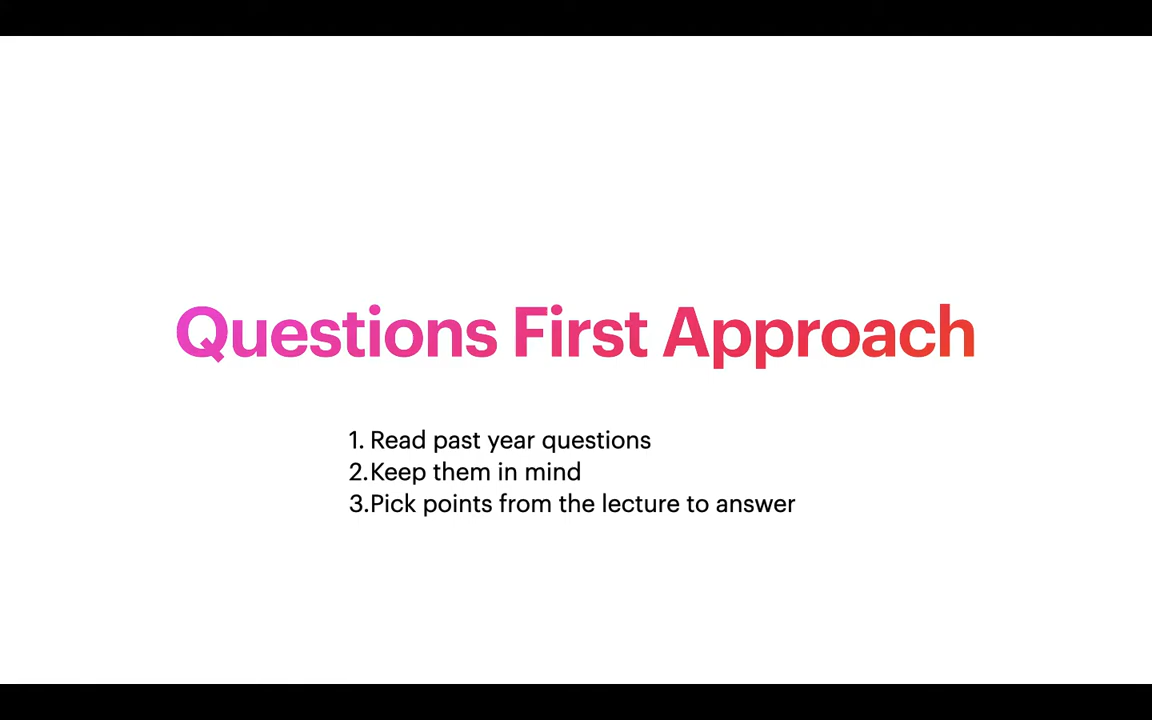 Questions First Approach
1. Read past year questions
2.Keep them in mind
3.Pick points from the lecture to answer